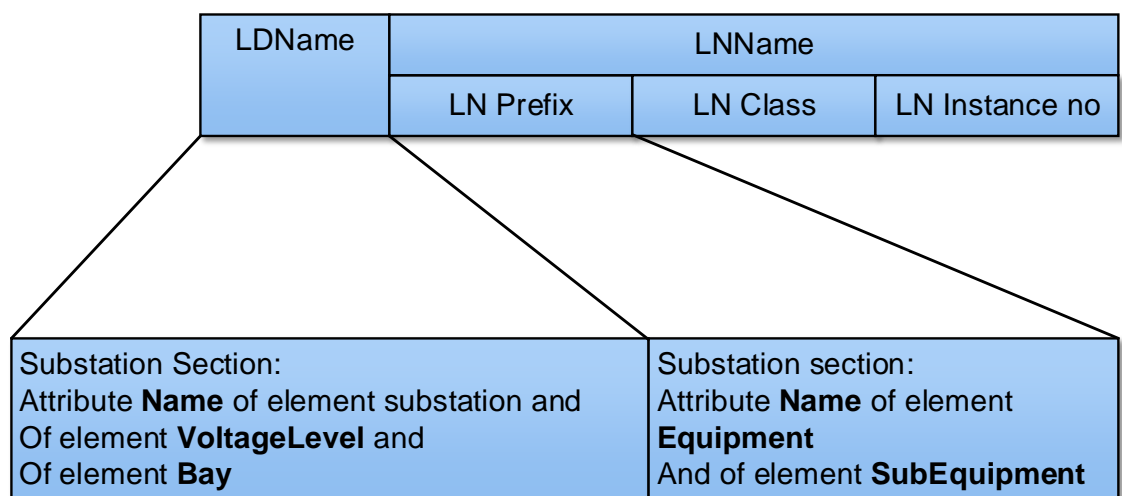 LDName
LNName
LN Prefix
LN Class
LN Instance no
Substation Section:
Attribute Name of element substation and
Of element VoltageLevel and
Of element Bay
Substation section:
Attribute Name of element
Equipment
And of element SubEquipment